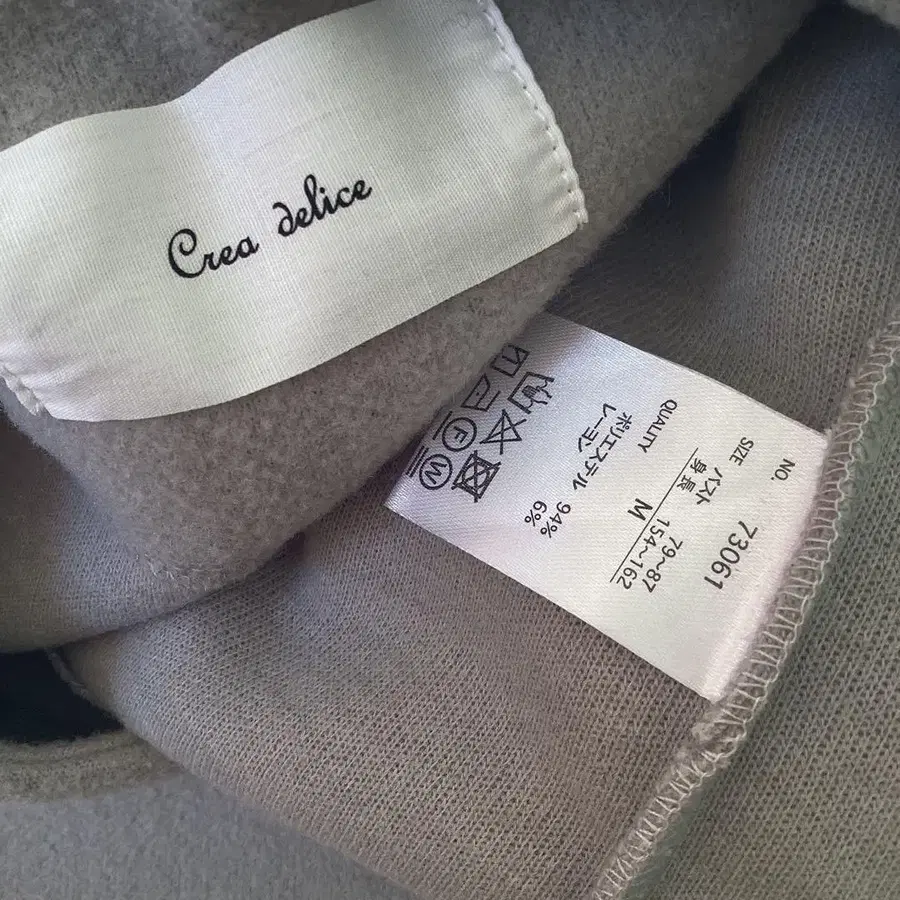 Crea delice
NO. 73061
SIZE
バスト 79~87
身長 154~162
M
QUALITY
ポリエステル 94%
レーヨン 6%
F
W